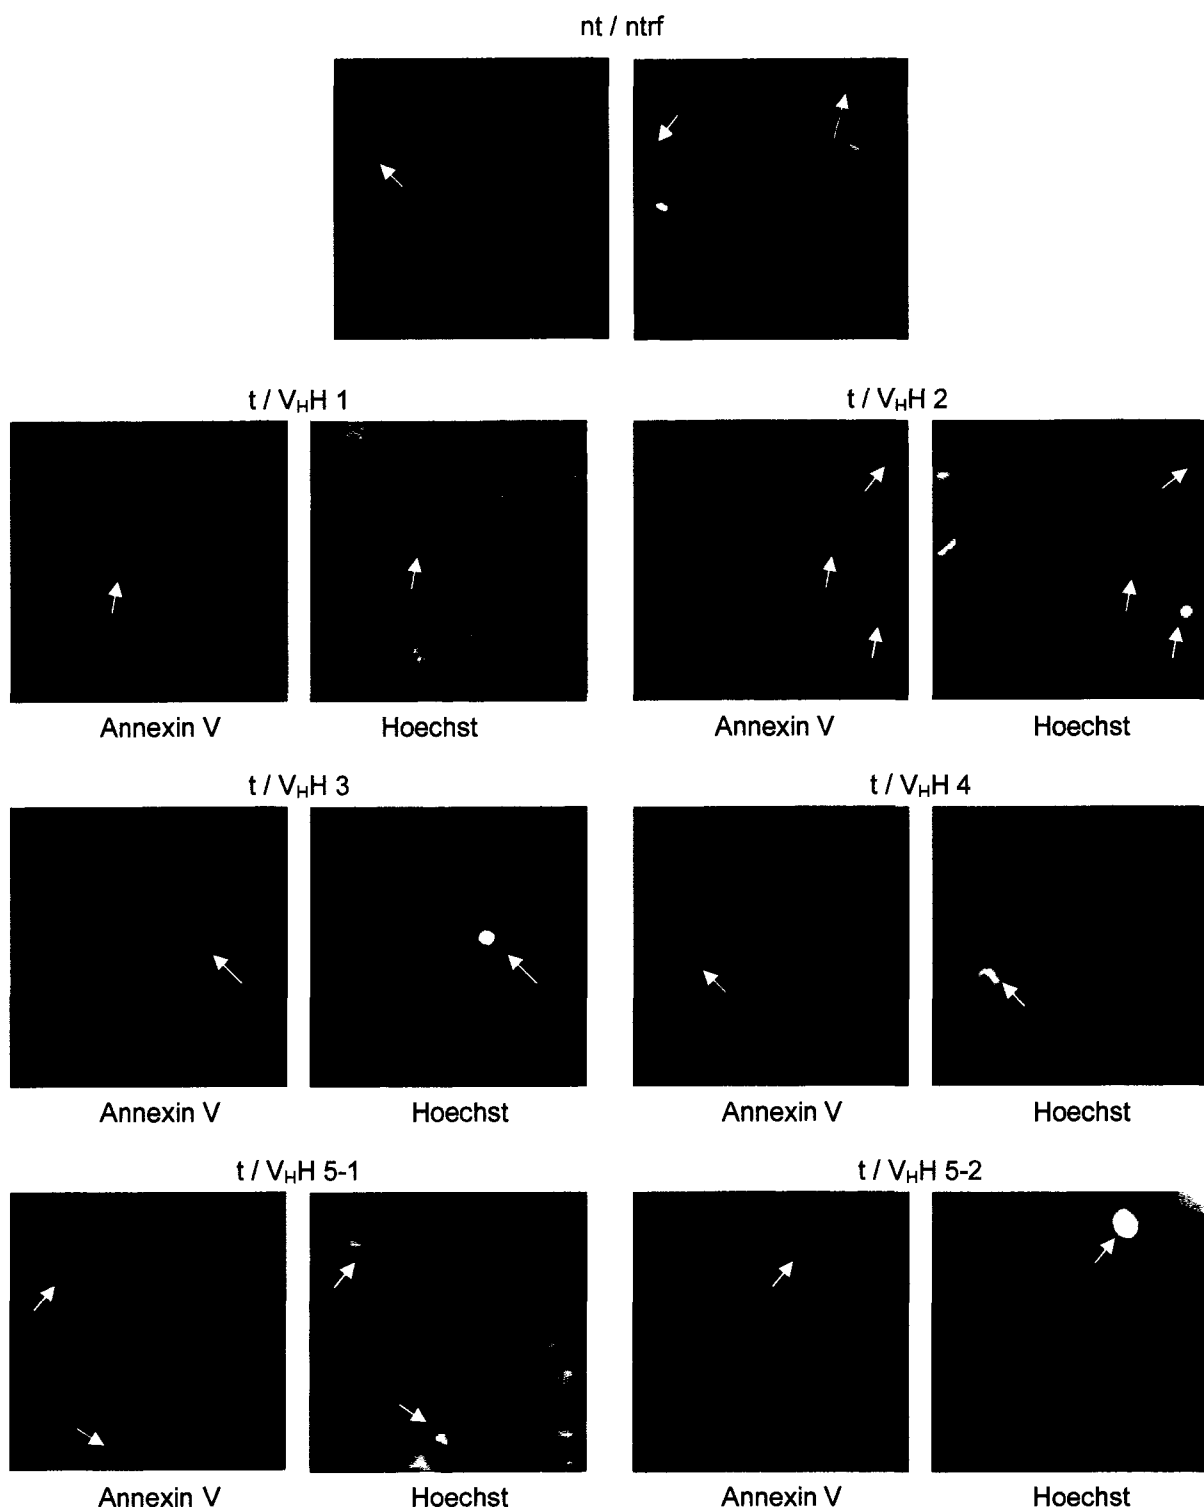 nt / ntrf
t / VHH 1
t / VHH 2
Annexin V
Hoechst
Annexin V
Hoechst
t / VHH 3
t / VHH 4
Annexin V
Hoechst
Annexin V
Hoechst
t / VHH 5-1
t / VHH 5-2
Annexin V
Hoechst
Annexin V
Hoechst